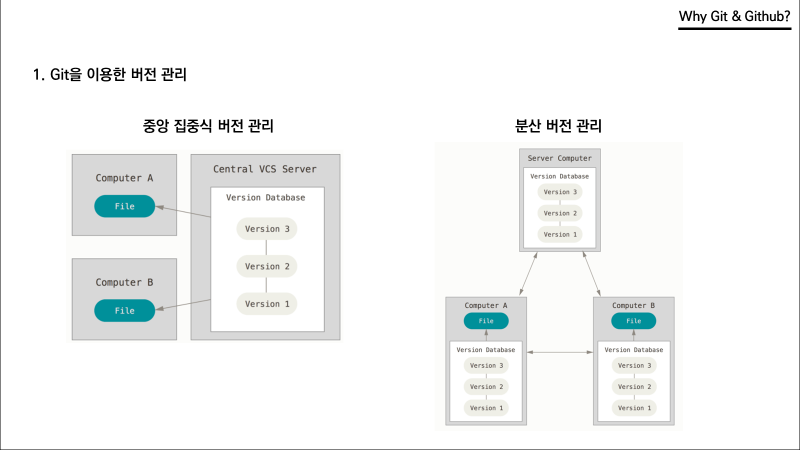 Why Git & Github?
1. Git을 이용한 버전 관리
중앙 집중식 버전 관리
Computer A
File
Computer B
File
Central VCS Server
Version Database
Version 3
Version 2
Version 1
분산 버전 관리
Server Computer
Version Database
Version 3
Version 2
Version 1
Computer A
File
Version Database
Version 3
Version 2
Version 1
Computer B
File
Version Database
Version 3
Version 2
Version 1